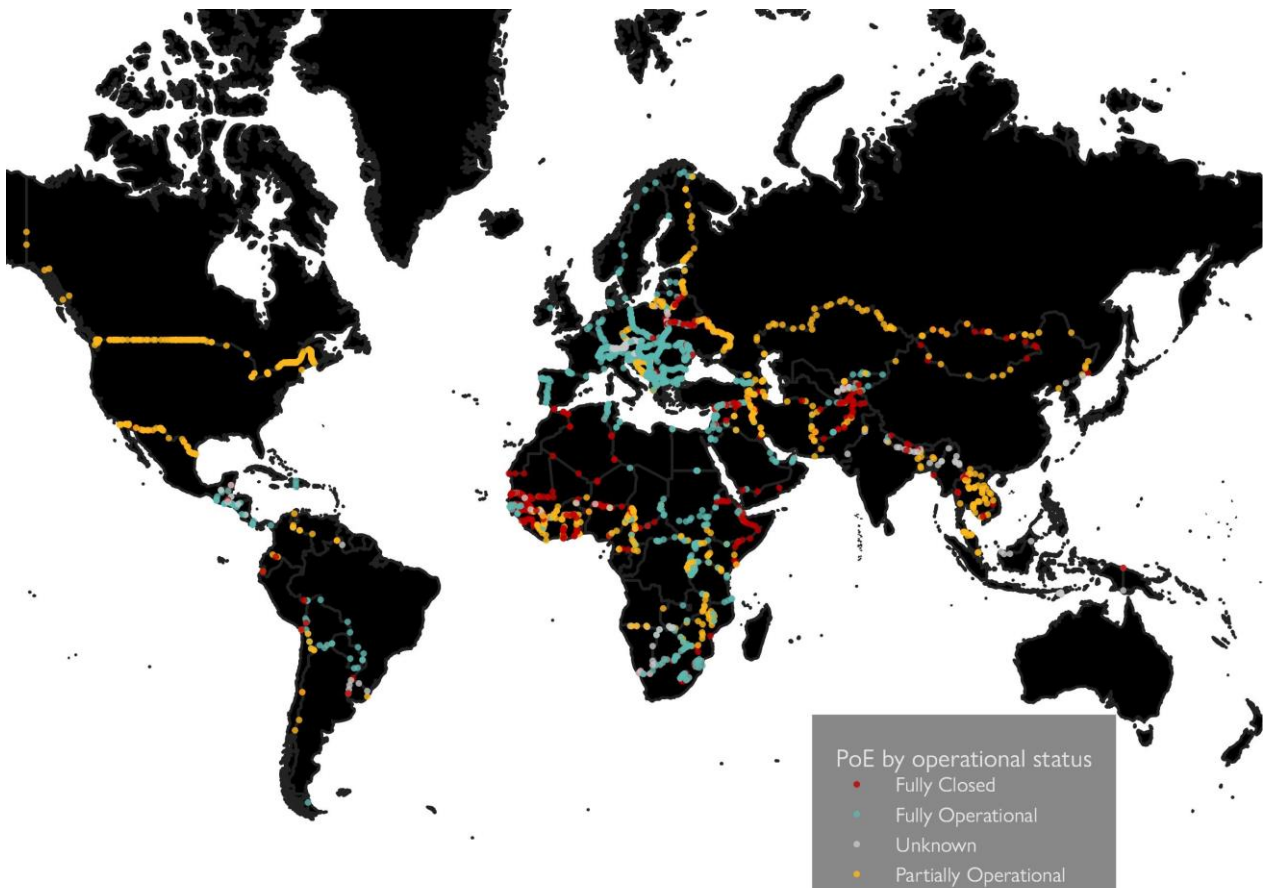 PoE by operational status
Fully Closed
Fully Operational
Unknown
Partially Operational